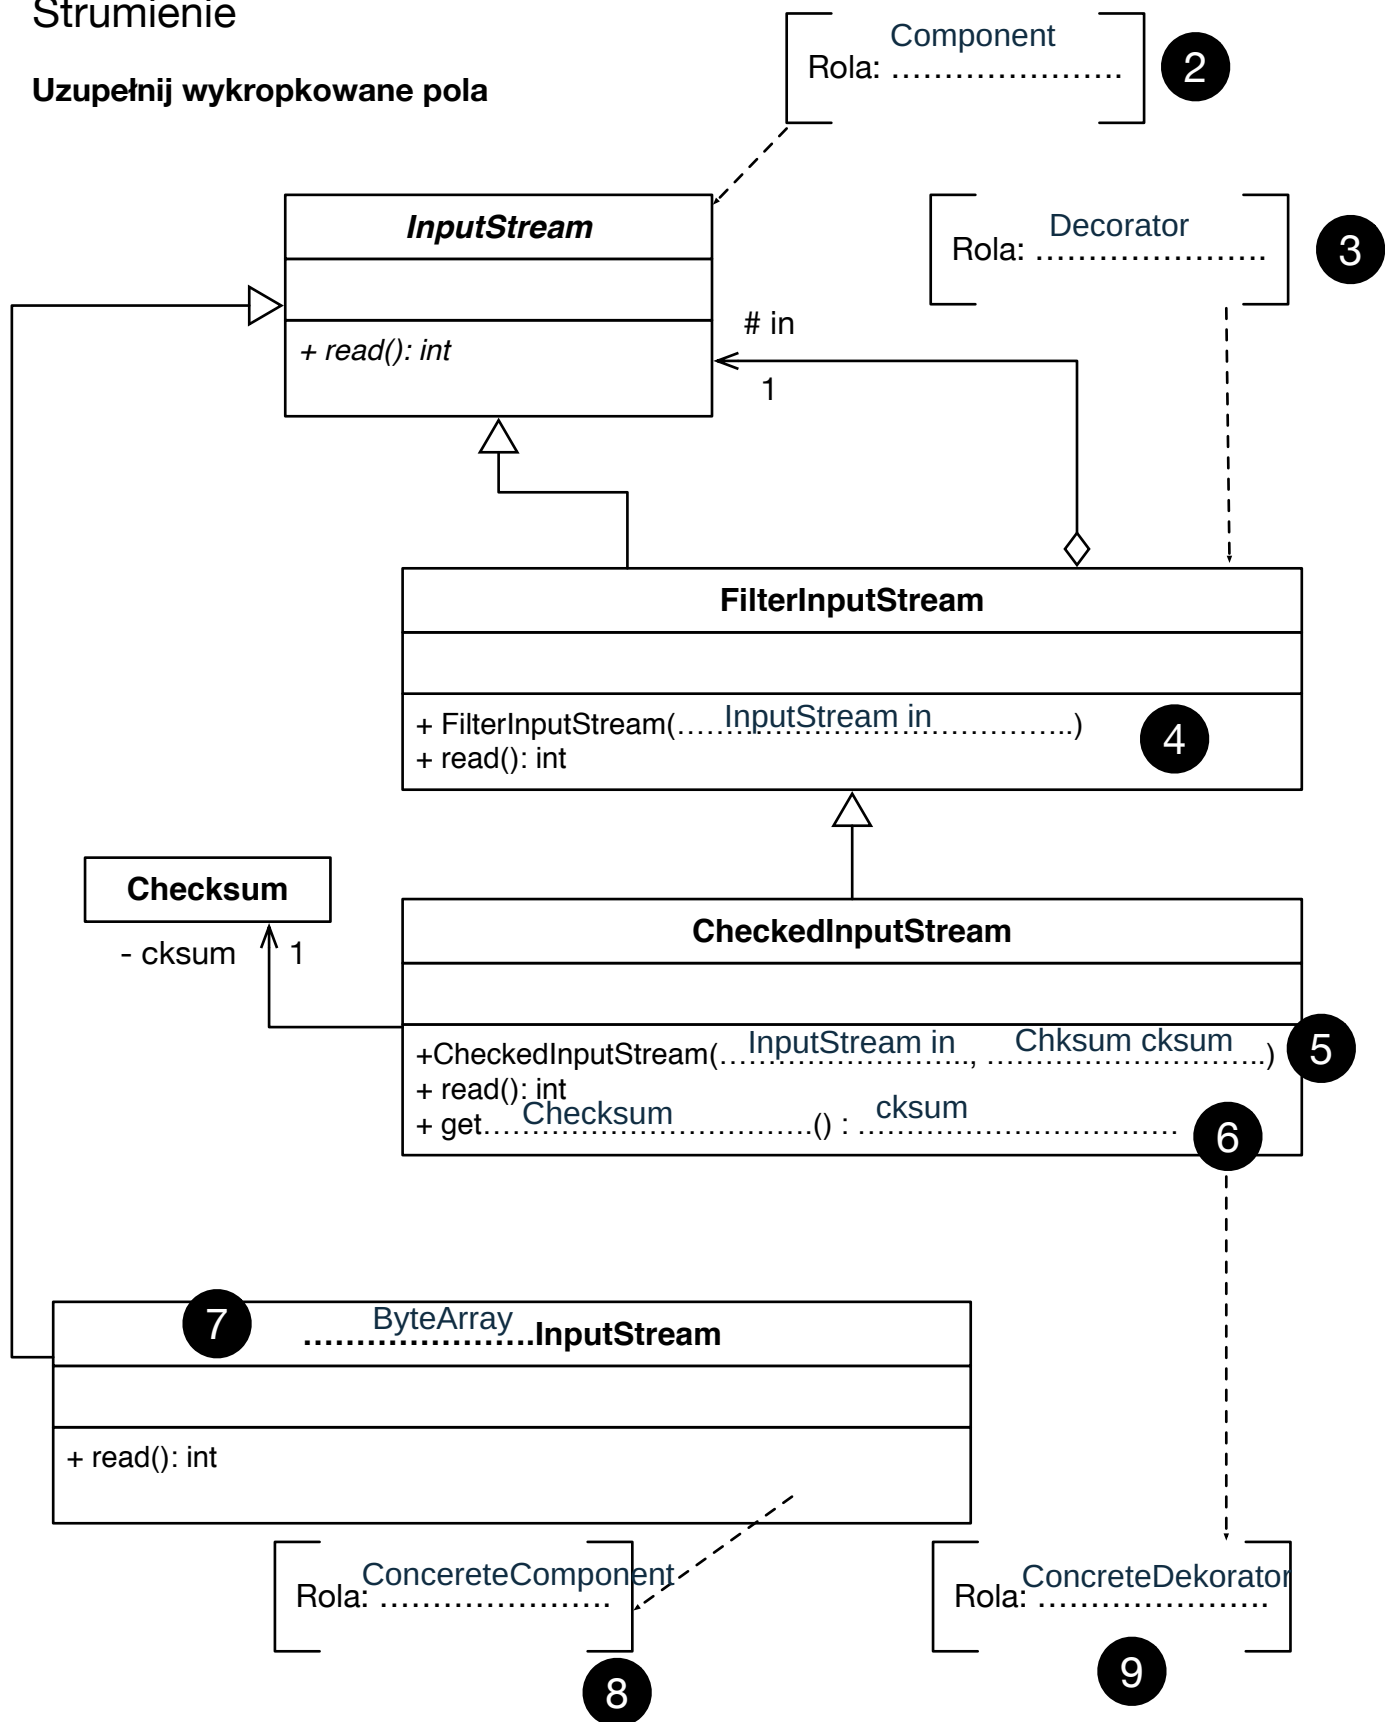 Strumienie
Uzupełnij wykropkowane pola
Component
Rola: ......................
2
Decorator
Rola: ......................
3
InputStream
+ read(): int
# in
1
FilterInputStream
+ FilterInputStream(.....InputStream in.....)
+ read(): int
4
Checksum
- cksum 1
CheckedInputStream
+CheckedInputStream(.....InputStream in....., .....Chksum cksum.....)
5
+ read(): int
+ get.....Checksum.....() : .....cksum.....
6
7
ByteArray
......................InputStream
+ read(): int
ConcereteComponent
Rola: ......................
8
ConcreteDekorator
Rola: ......................
9